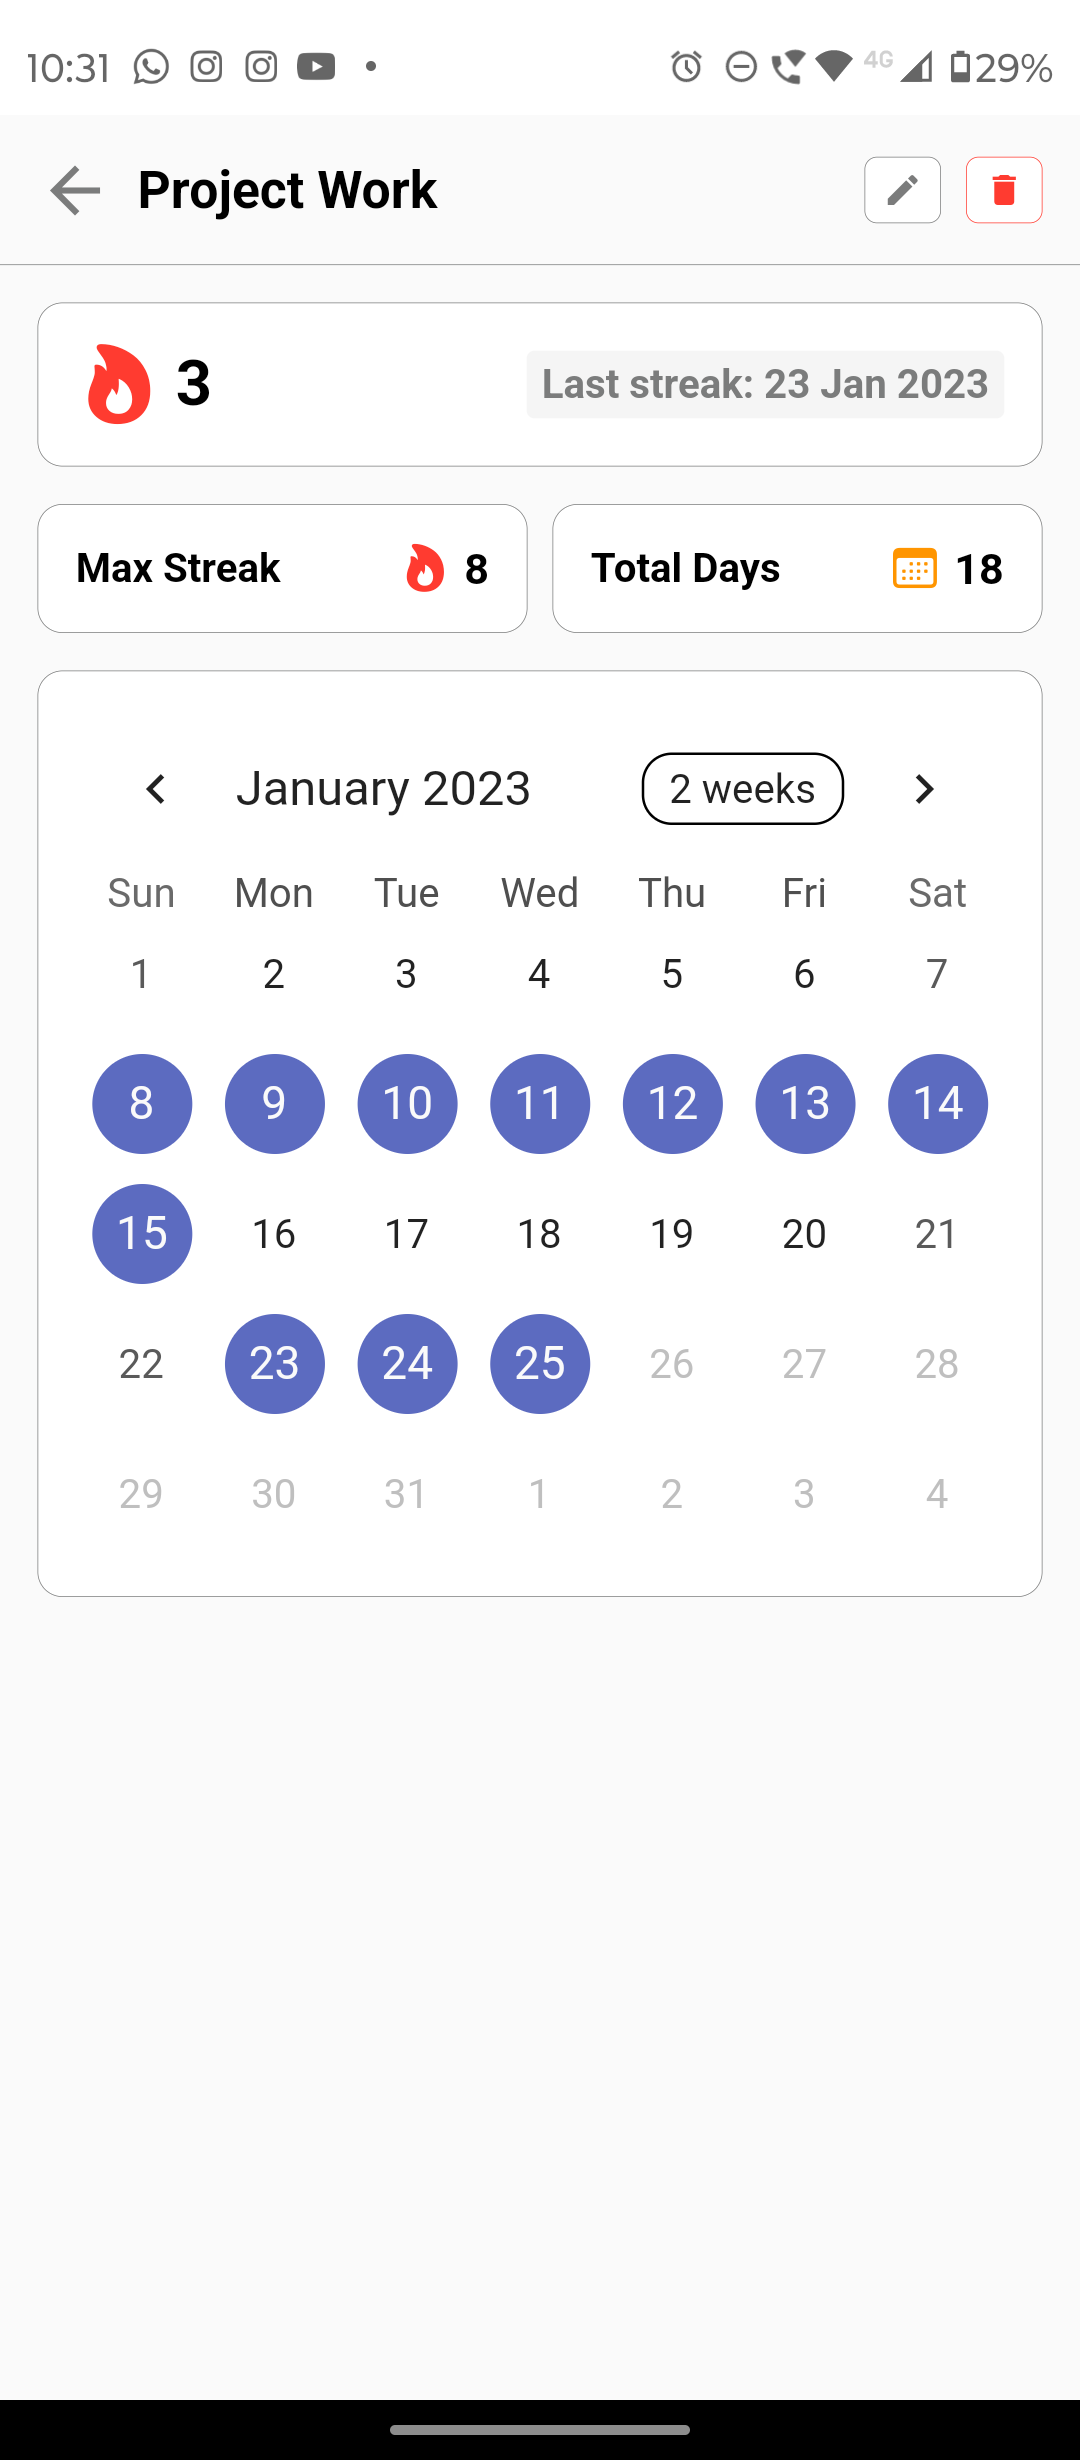 10:31 4G 29%
Project Work
3 Last streak: 23 Jan 2023
Max Streak 8 Total Days 18
January 2023 2 weeks
Sun Mon Tue Wed Thu Fri Sat
1 2 3 4 5 6 7
8 9 10 11 12 13 14
15 16 17 18 19 20 21
22 23 24 25 26 27 28
29 30 31 1 2 3 4